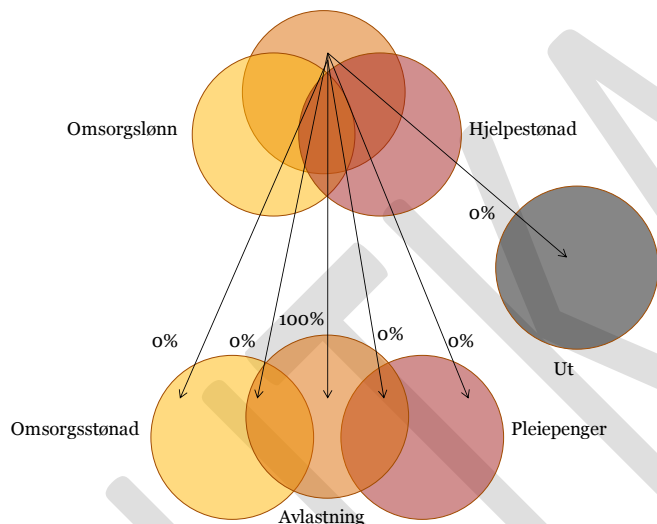 Omsorgslønn
Hjelpestønad
0%
0%
0%
100%
0%
0%
Ut
Omsorgsstønad
Pleiepenger
Avlastning